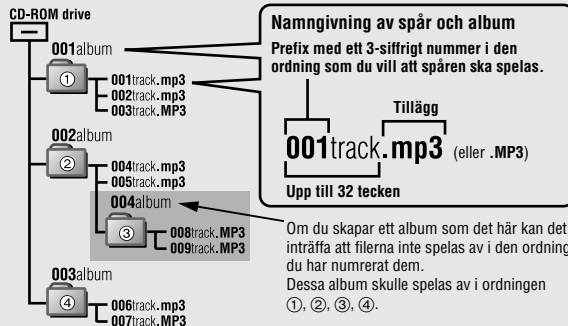 CD-ROM drive
001album
①
001track.mp3
002track.mp3
003track.MP3
002album
②
004track.mp3
005track.mp3
004album
③
008track.MP3
009track.MP3
003album
④
006track.mp3
007track.MP3
Namngivning av spår och album
Prefix med ett 3-siffrigt nummer i den
ordning som du vill att spåren ska spelas.
Tillägg
001track.mp3 (eller .MP3)
Upp till 32 tecken
Om du skapar ett album som det här kan det
inträffa att filerna inte spelas av i den ordning
du har numrerat dem.
Dessa album skulle spelas av i ordningen
①, ②, ③, ④.